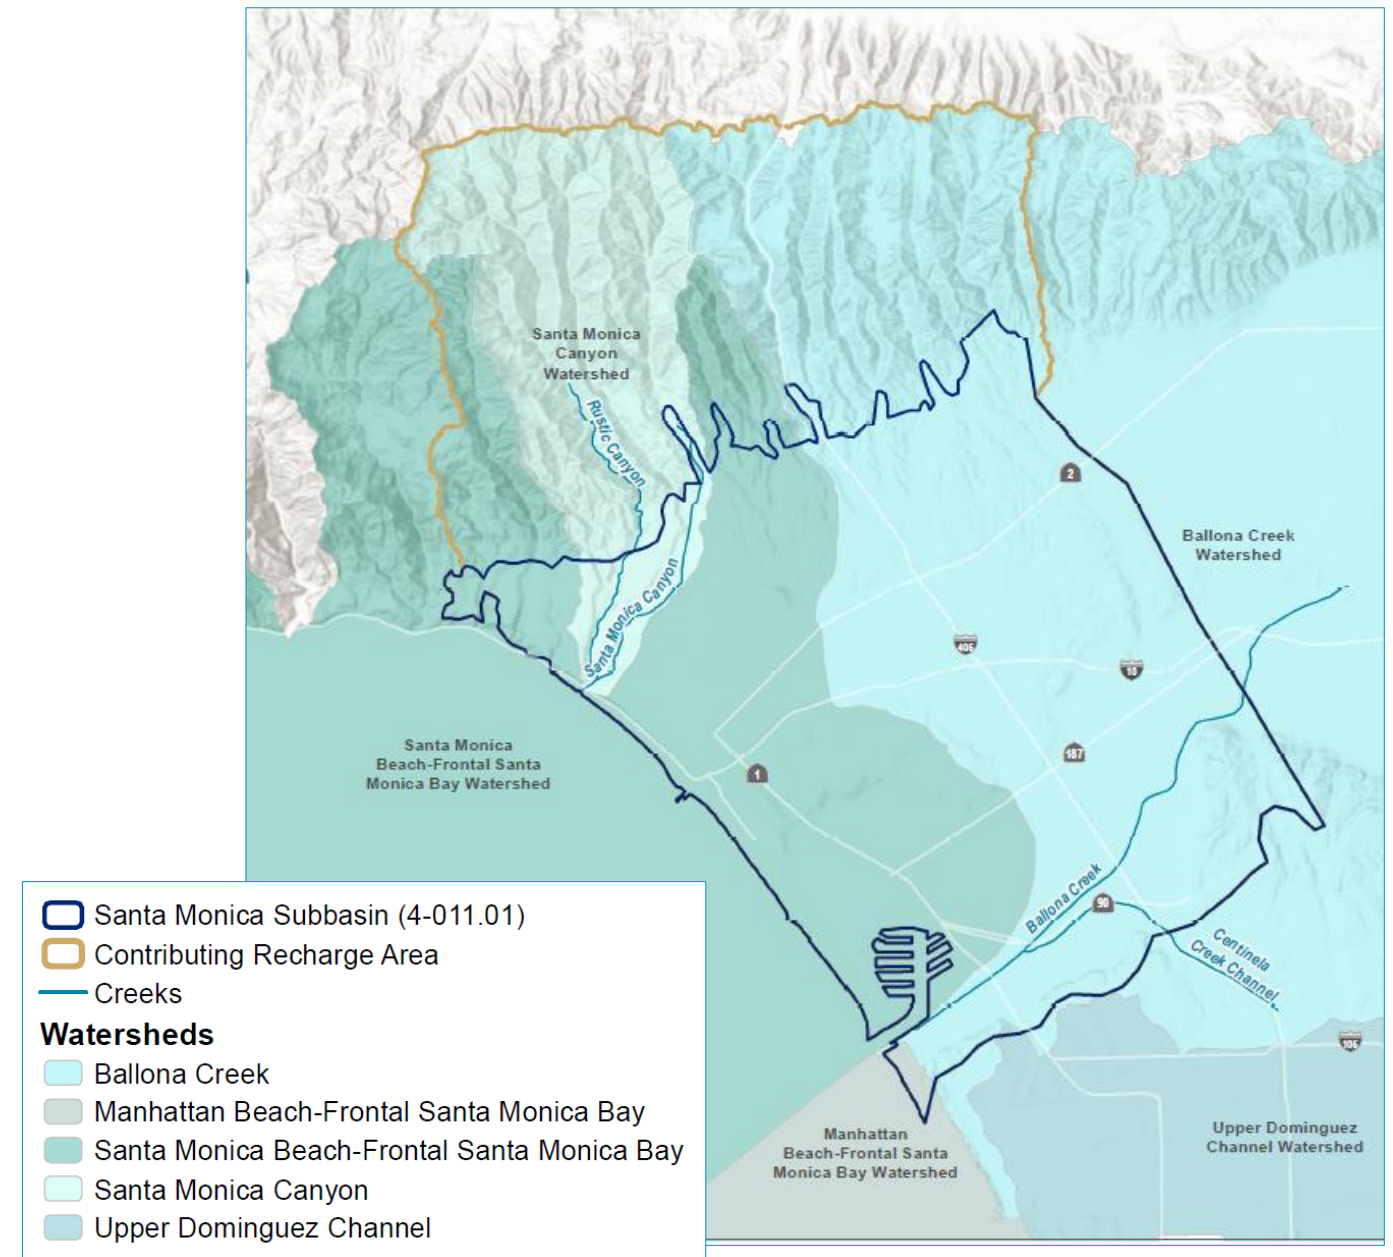 Santa Monica
Canyon
Watershed
Rustic Canyon
2
Ballona Creek
Watershed
Santa Monica Canyon
405
10
Santa Monica
Beach-Frontal Santa
Monica Bay Watershed
187
1
Ballona Creek
90
Centinela
Creek Channel
105
Manhattan
Beach-Frontal Santa
Monica Bay Watershed
Upper Dominguez
Channel Watershed
Santa Monica Subbasin (4-011.01)
Contributing Recharge Area
Creeks
Watersheds
Ballona Creek
Manhattan Beach-Frontal Santa Monica Bay
Santa Monica Beach-Frontal Santa Monica Bay
Santa Monica Canyon
Upper Dominguez Channel